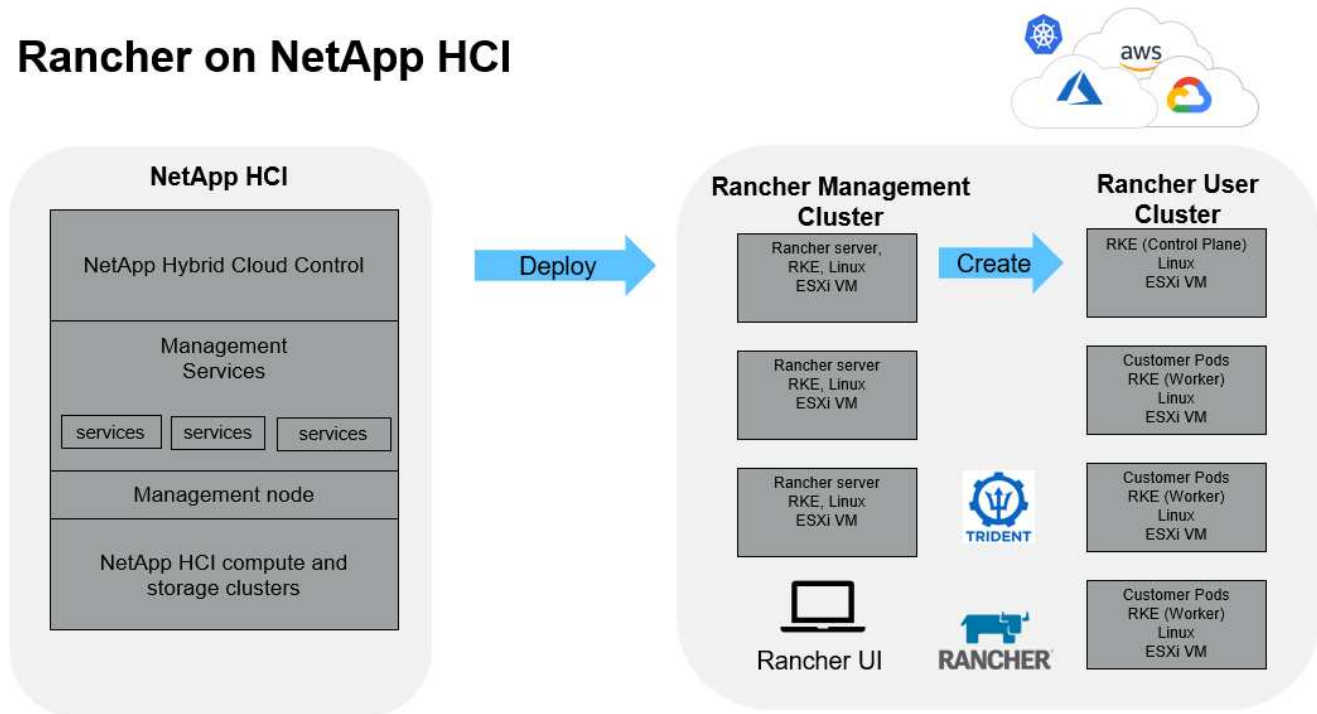 Rancher on NetApp HCI
aws
NetApp HCI
NetApp Hybrid Cloud Control
Management
Services
services
services
services
Management node
NetApp HCI compute and
storage clusters
Deploy
Rancher Management
Cluster
Rancher server,
RKE, Linux
ESXi VM
Rancher server
RKE, Linux
ESXi VM
Rancher server
RKE, Linux
ESXi VM
Rancher UI
Create
TRIDENT
RANCHER
Rancher User
Cluster
RKE (Control Plane)
Linux
ESXi VM
Customer Pods
RKE (Worker)
Linux
ESXi VM
Customer Pods
RKE (Worker)
Linux
ESXi VM
Customer Pods
RKE (Worker)
Linux
ESXi VM